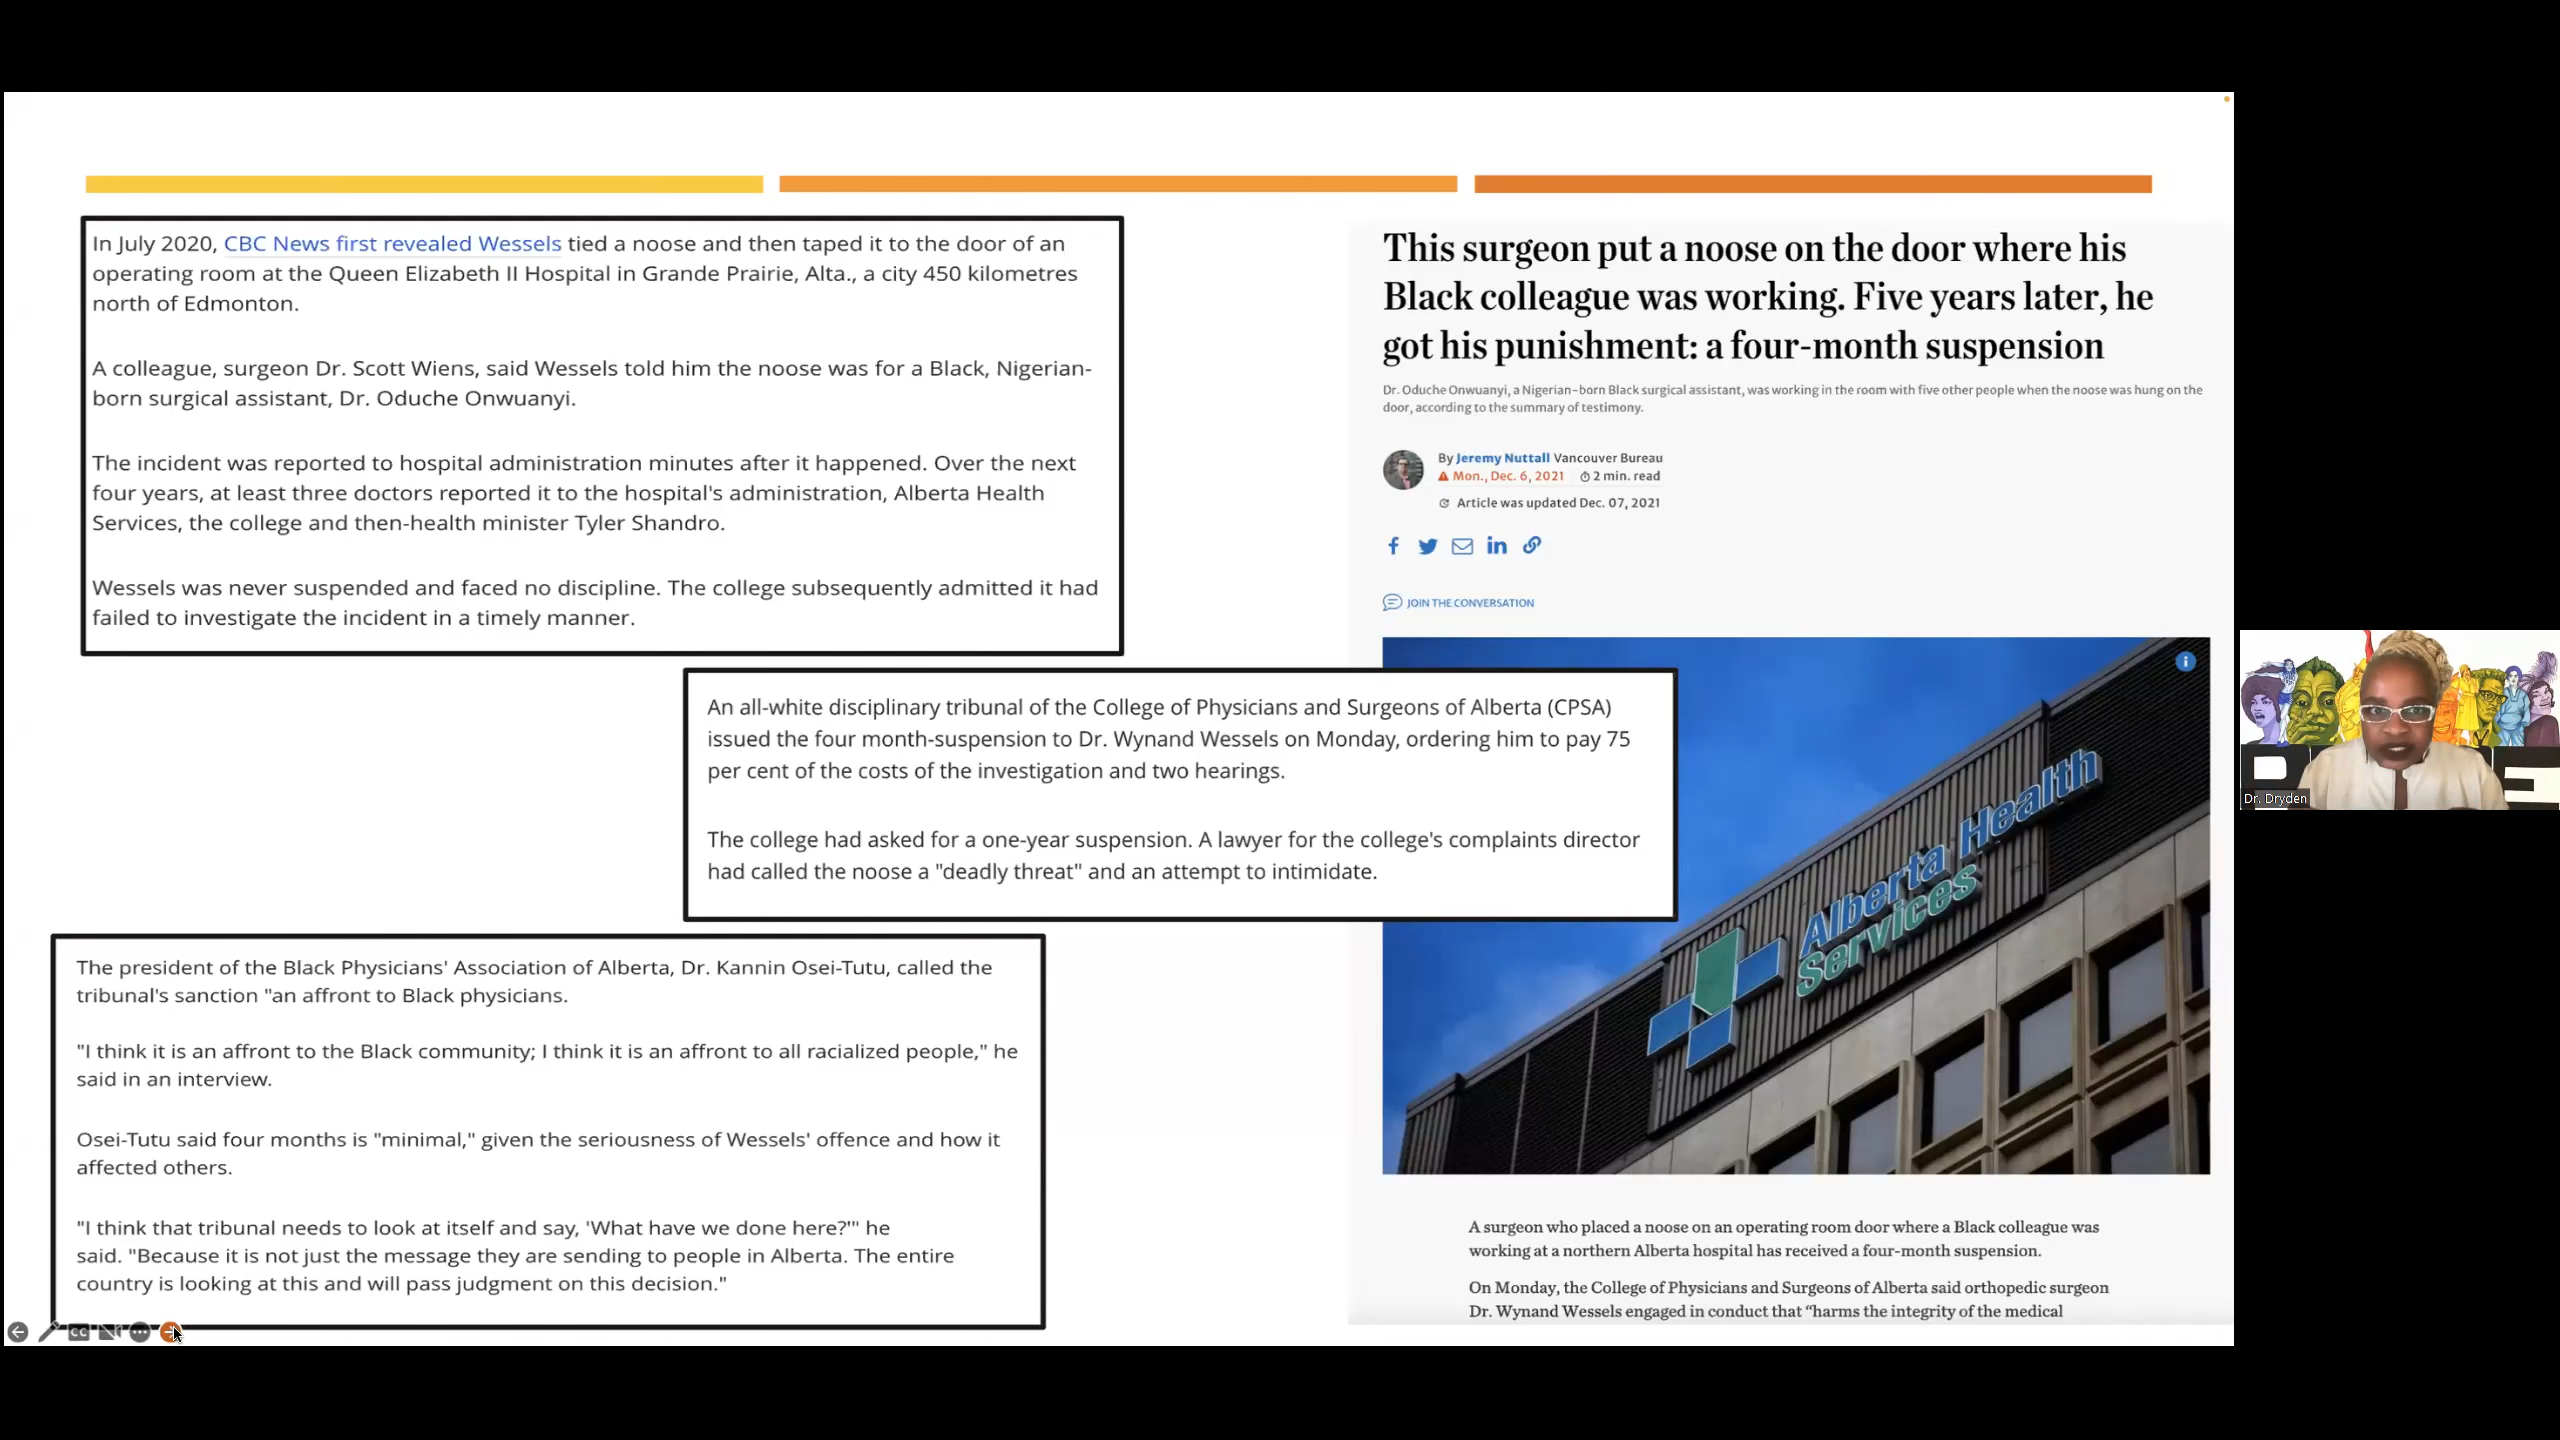 In July 2020, CBC News first revealed Wessels tied a noose and then taped it to the door of an
operating room at the Queen Elizabeth II Hospital in Grande Prairie, Alta., a city 450 kilometres
north of Edmonton.
A colleague, surgeon Dr. Scott Wiens, said Wessels told him the noose was for a Black, Nigerian-
born surgical assistant, Dr. Oduche Onwuanyi.
The incident was reported to hospital administration minutes after it happened. Over the next
four years, at least three doctors reported it to the hospital's administration, Alberta Health
Services, the college and then-health minister Tyler Shandro.
Wessels was never suspended and faced no discipline. The college subsequently admitted it had
failed to investigate the incident in a timely manner.
An all-white disciplinary tribunal of the College of Physicians and Surgeons of Alberta (CPSA)
issued the four month-suspension to Dr. Wynand Wessels on Monday, ordering him to pay 75
per cent of the costs of the investigation and two hearings.
The college had asked for a one-year suspension. A lawyer for the college's complaints director
had called the noose a "deadly threat" and an attempt to intimidate.
The president of the Black Physicians' Association of Alberta, Dr. Kannin Osei-Tutu, called the
tribunal's sanction "an affront to Black physicians.
"I think it is an affront to the Black community; I think it is an affront to all racialized people," he
said in an interview.
Osei-Tutu said four months is "minimal," given the seriousness of Wessels' offence and how it
affected others.
"I think that tribunal needs to look at itself and say, 'What have we done here?'" he
said. "Because it is not just the message they are sending to people in Alberta. The entire
country is looking at this and will pass judgment on this decision."
CC
This surgeon put a noose on the door where his
Black colleague was working. Five years later, he
got his punishment: a four-month suspension
Dr. Oduche Onwuanyi, a Nigerian-born Black surgical assistant, was working in the room with five other people when the noose was hung on the
door, according to the summary of testimony.
By Jeremy Nuttall Vancouver Bureau
Mon., Dec. 6, 2021 2 min. read
Article was updated Dec. 07, 2021
JOIN THE CONVERSATION
Alberta Health
Services
A surgeon who placed a noose on an operating room door where a Black colleague was
working at a northern Alberta hospital has received a four-month suspension.
On Monday, the College of Physicians and Surgeons of Alberta said orthopedic surgeon
Dr. Wynand Wessels engaged in conduct that “harms the integrity of the medical
Dr. Dryden